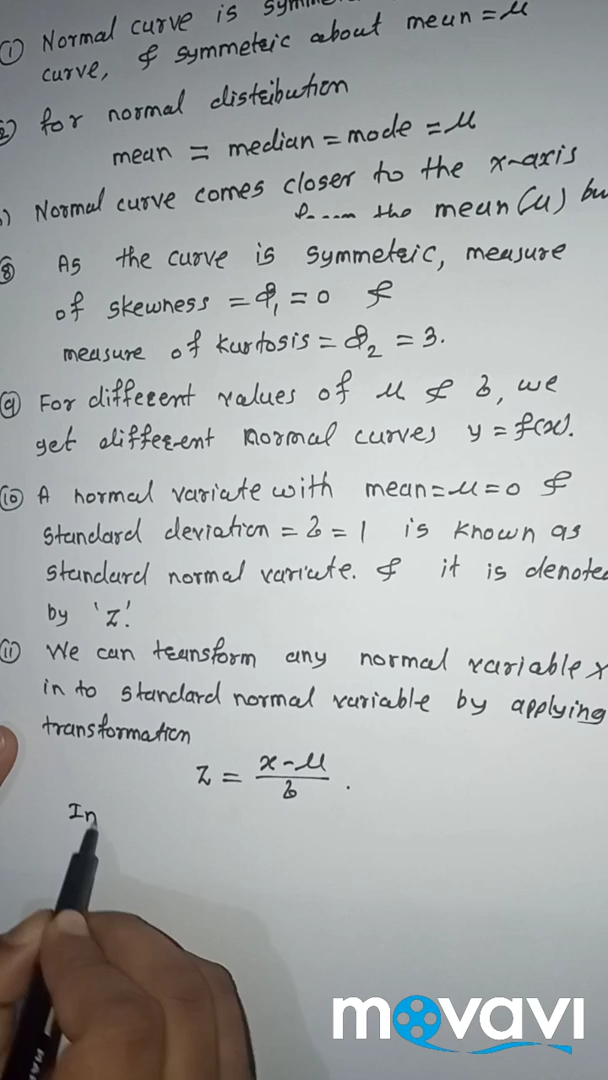 ① Normal curve is
curve, & symmetric about mean = μ
for normal distribution
mean = median = mode = μ
Normal curve comes closer to the x-axis
the mean (μ) bu
⑧ As the curve is symmetric, measure
of skewness = β₁ = 0 &
measure of kurtosis = β₂ = 3.
⑨ For different values of μ & σ, we
get different normal curves y = f(x).
⑩ A normal variate with mean = μ = 0 &
standard deviation = σ = 1 is known as
standard normal variate. & it is denoted
by 'z'.
⑪ We can transform any normal variable x
in to standard normal variable by applying
transformation
z = (x-μ)/σ.
In
movavi